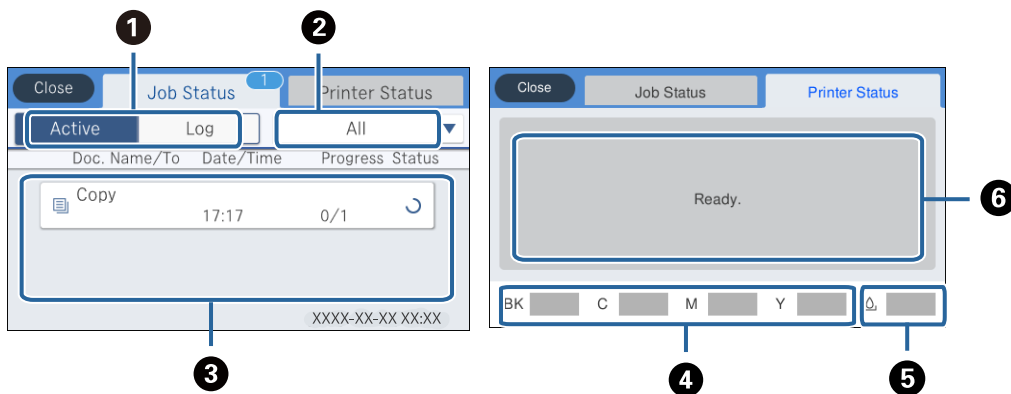 1
2
Close
Job Status
1
Printer Status
Active
Log
All
Doc. Name/To Date/Time Progress Status
Copy
17:17
0/1
XXXX-XX-XX XX:XX
3
Close
Job Status
Printer Status
Ready.
6
BK
C
M
Y
4
5